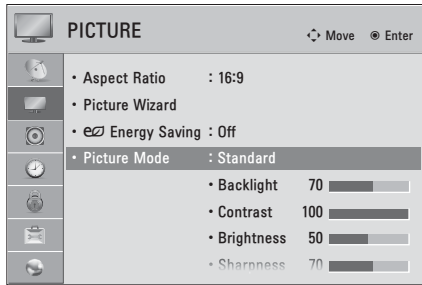 PICTURE
Move Enter
• Aspect Ratio : 16:9
• Picture Wizard
• Energy Saving : Off
• Picture Mode : Standard
• Backlight 70
• Contrast 100
• Brightness 50
• Sharpness 70